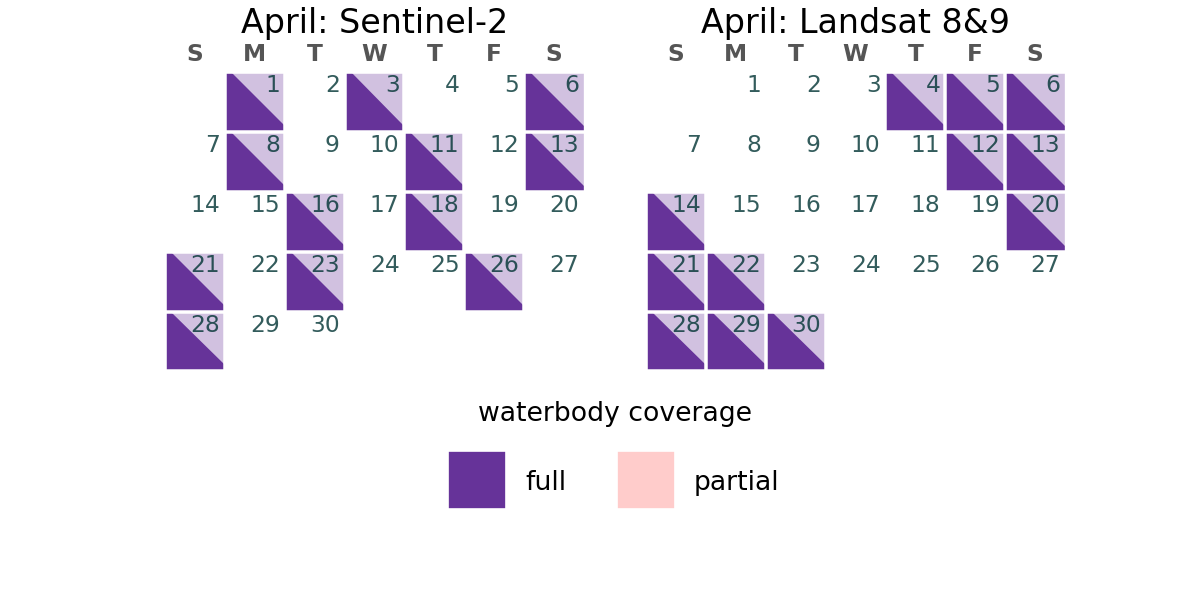 April: Sentinel-2
S M T W T F S
1 2 3 4 5 6
7 8 9 10 11 12 13
14 15 16 17 18 19 20
21 22 23 24 25 26 27
28 29 30
April: Landsat 8&9
S M T W T F S
1 2 3 4 5 6
7 8 9 10 11 12 13
14 15 16 17 18 19 20
21 22 23 24 25 26 27
28 29 30
waterbody coverage
full partial